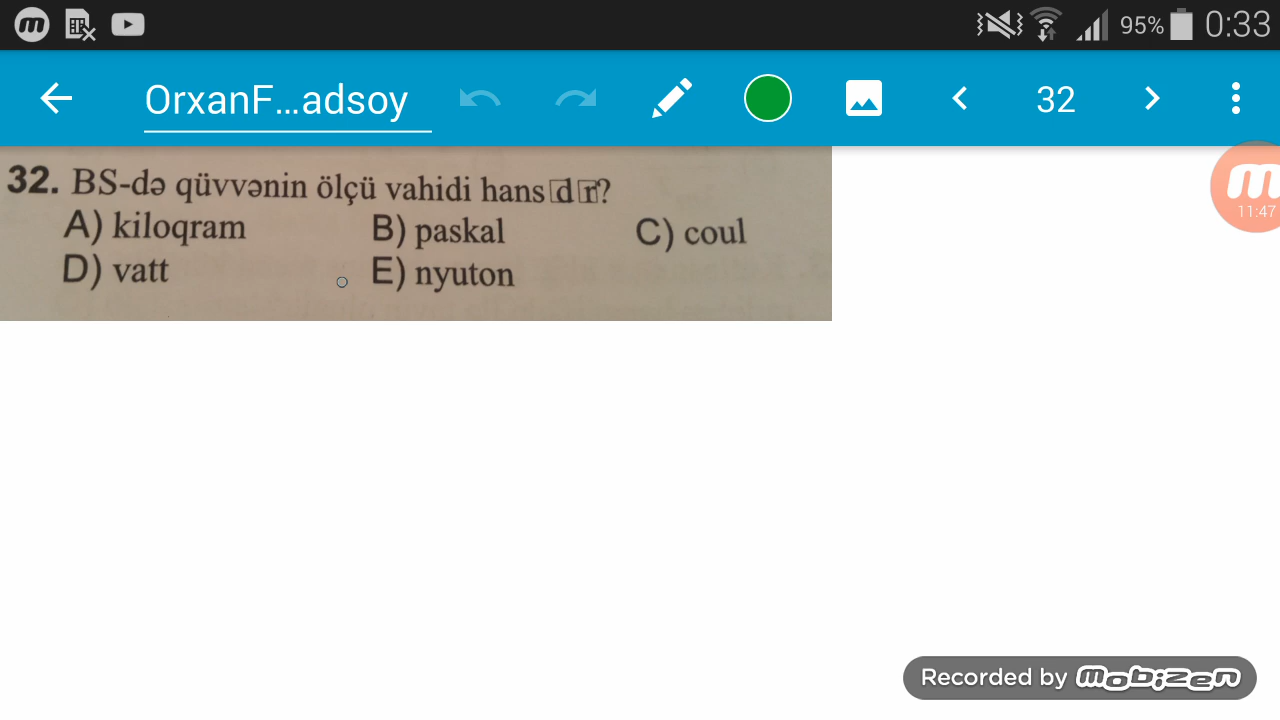 95% 0:33
OrxanF...adsoy 32
11:47
32. BS-də qüvvənin ölçü vahidi hans□d□r?
A) kiloqram B) paskal C) coul
D) vatt E) nyuton
Recorded by mobizen